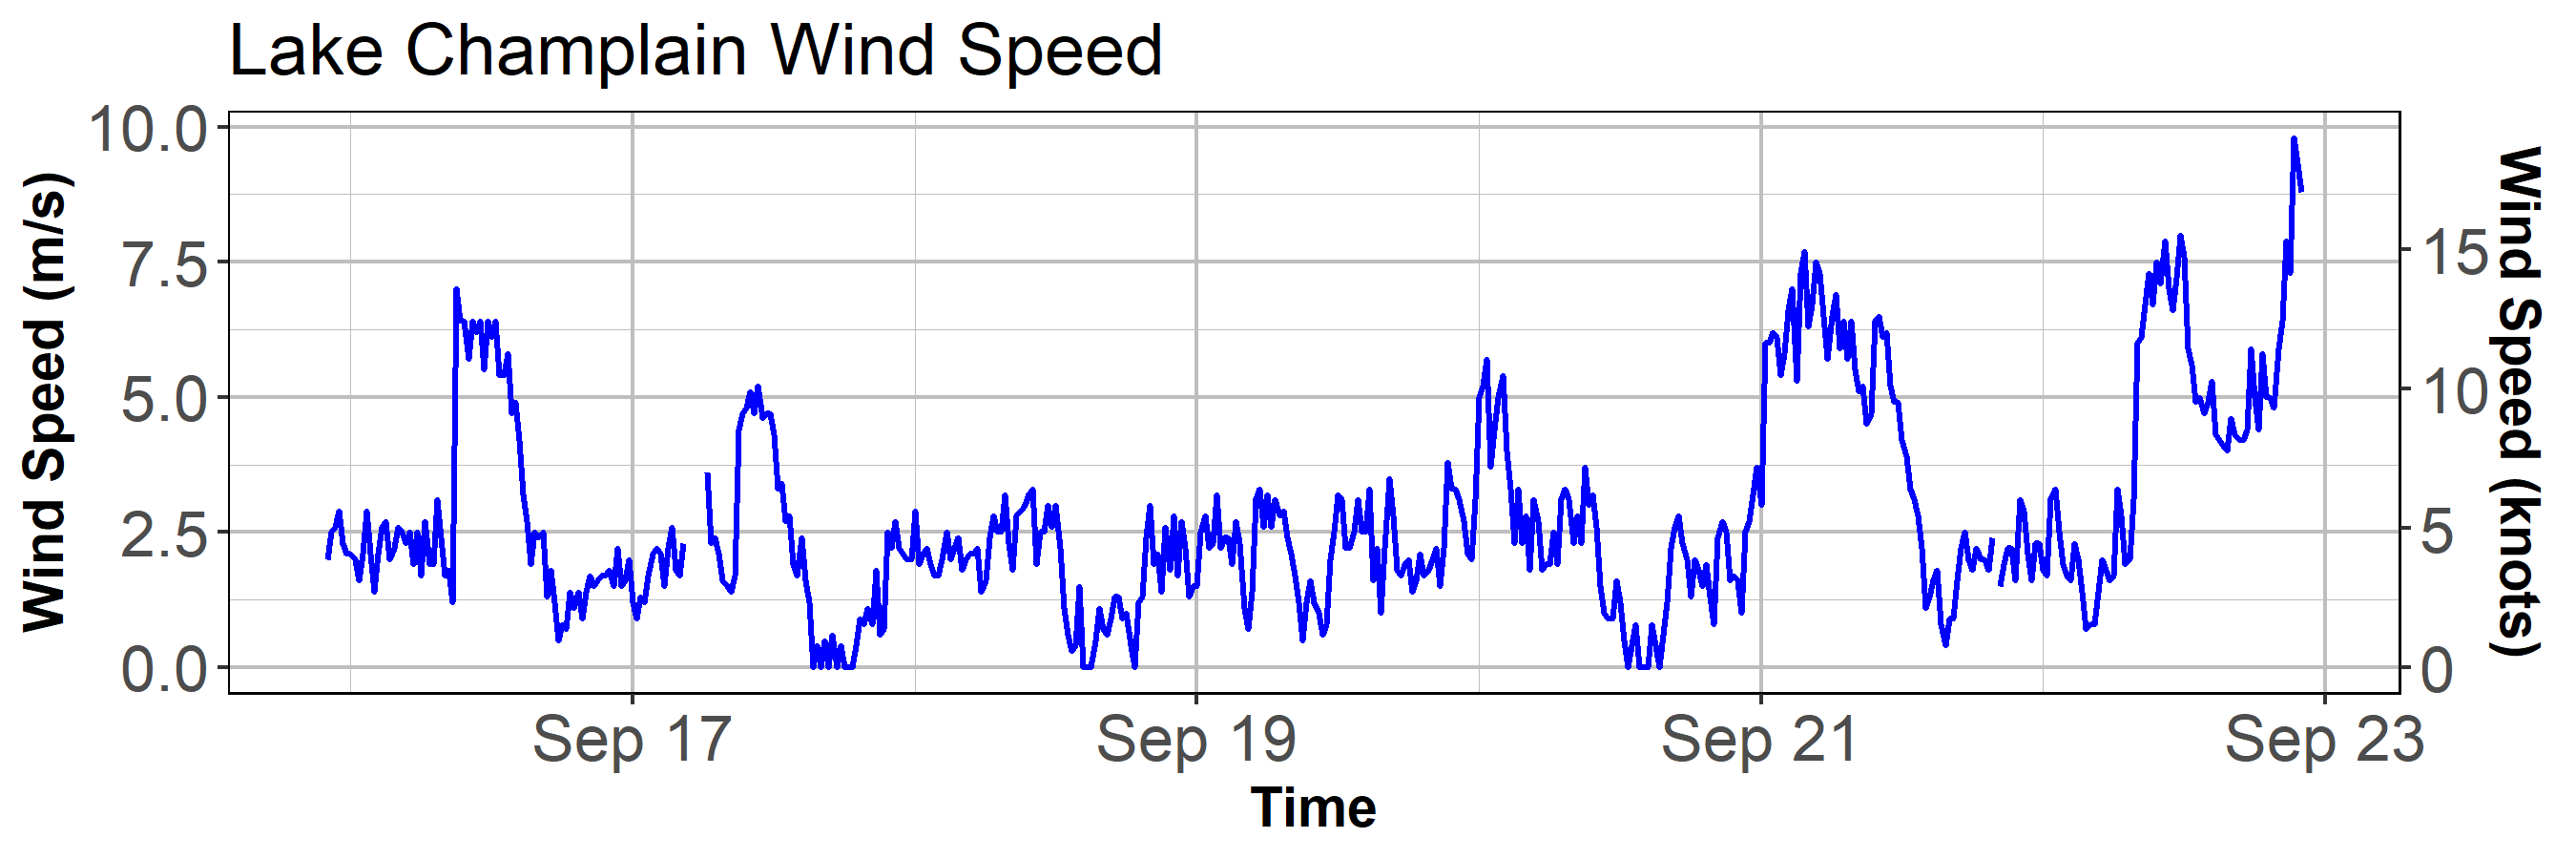 Lake Champlain Wind Speed
10.0
7.5
5.0
2.5
0.0
Wind Speed (m/s)
15
10
5
0
Wind Speed (knots)
Sep 17
Sep 19
Sep 21
Sep 23
Time